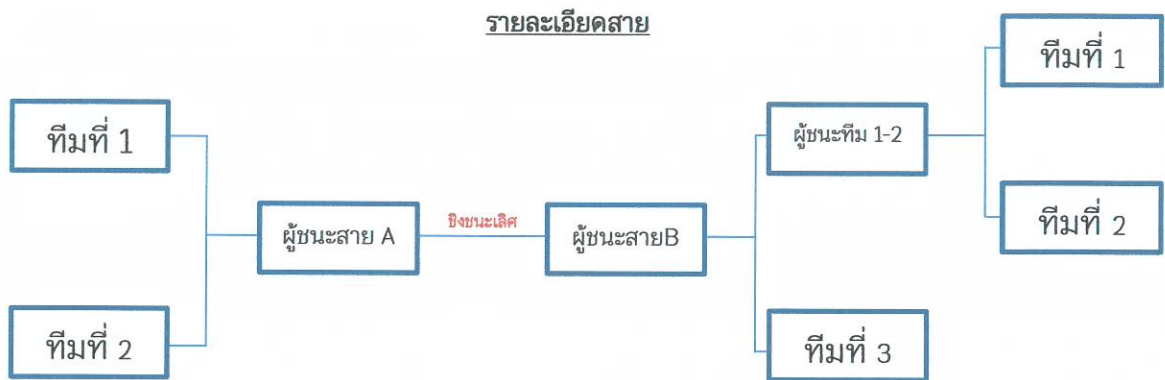 รายละเอียดสาย
ทีมที่ 1
ทีมที่ 1
ผู้ชนะทีม 1-2
ทีมที่ 2
ผู้ชนะสาย A
ชิงชนะเลิศ
ผู้ชนะสายB
ทีมที่ 2
ทีมที่ 3